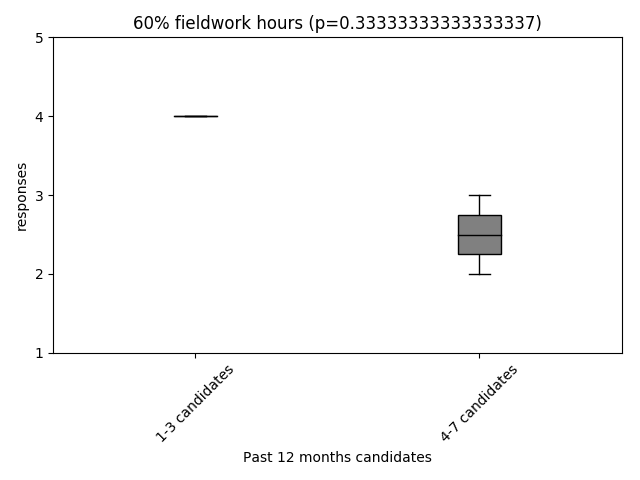 60% fieldwork hours (p=0.33333333333333337)
5
4
3
2
1
responses
1-3 candidates
4-7 candidates
Past 12 months candidates